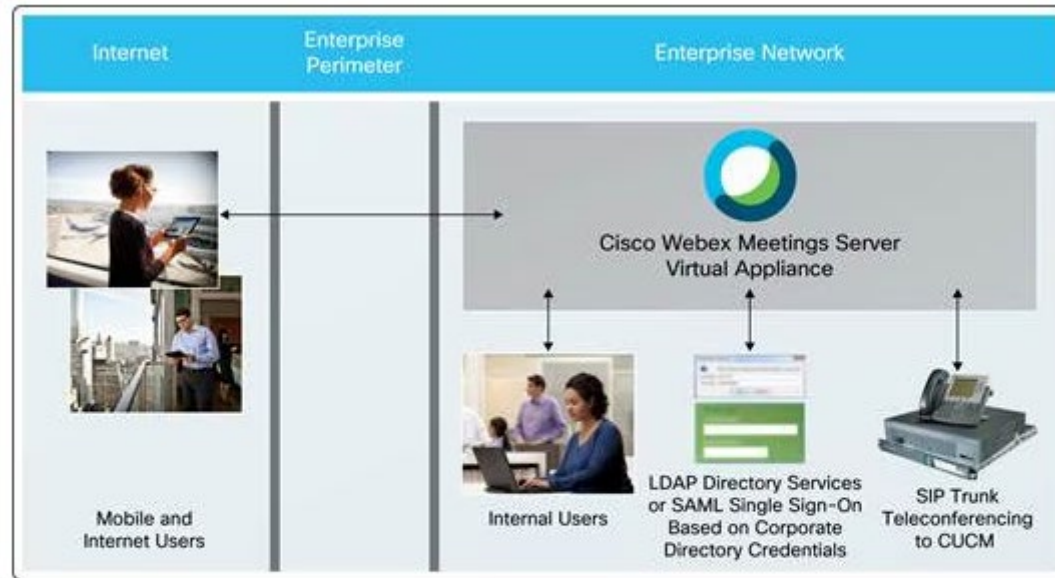 Internet
Enterprise
Perimeter
Enterprise Network
Cisco Webex Meetings Server
Virtual Appliance
Mobile and
Internet Users
Internal Users
LDAP Directory Services
or SAML Single Sign-On
Based on Corporate
Directory Credentials
SIP Trunk
Teleconferencing
to CUCM